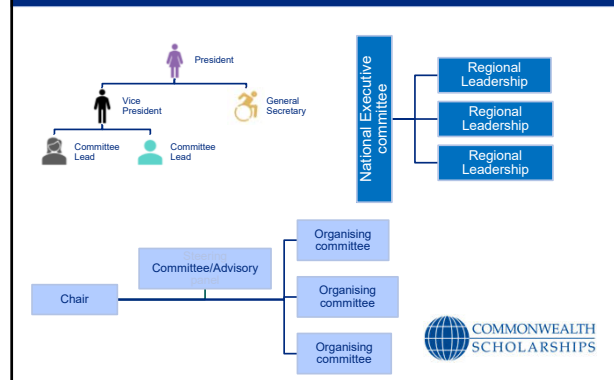 President
Vice
President
General
Secretary
Committee
Lead
Committee
Lead
National Executive
committee
Regional
Leadership
Regional
Leadership
Regional
Leadership
Chair
Committee/Advisory
Organising
committee
Organising
committee
Organising
committee
COMMONWEALTH
SCHOLARSHIPS